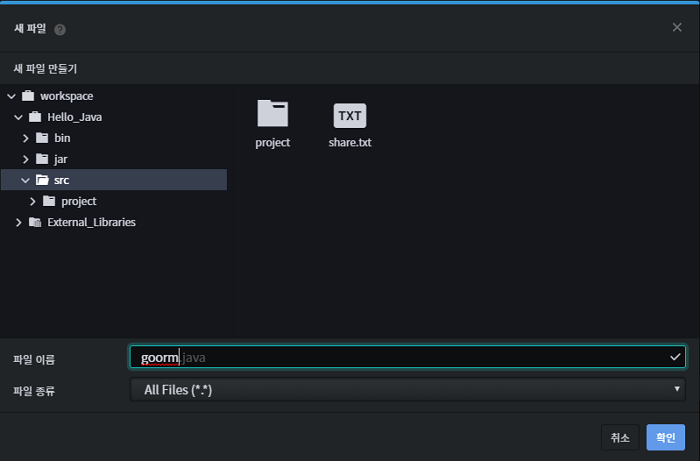 새 파일 ?
새 파일 만들기
workspace
Hello_Java
bin
jar
src
project
External_Libraries
TXT
project share.txt
파일 이름 goorm.java
파일 종류 All Files (*.*)
취소 확인